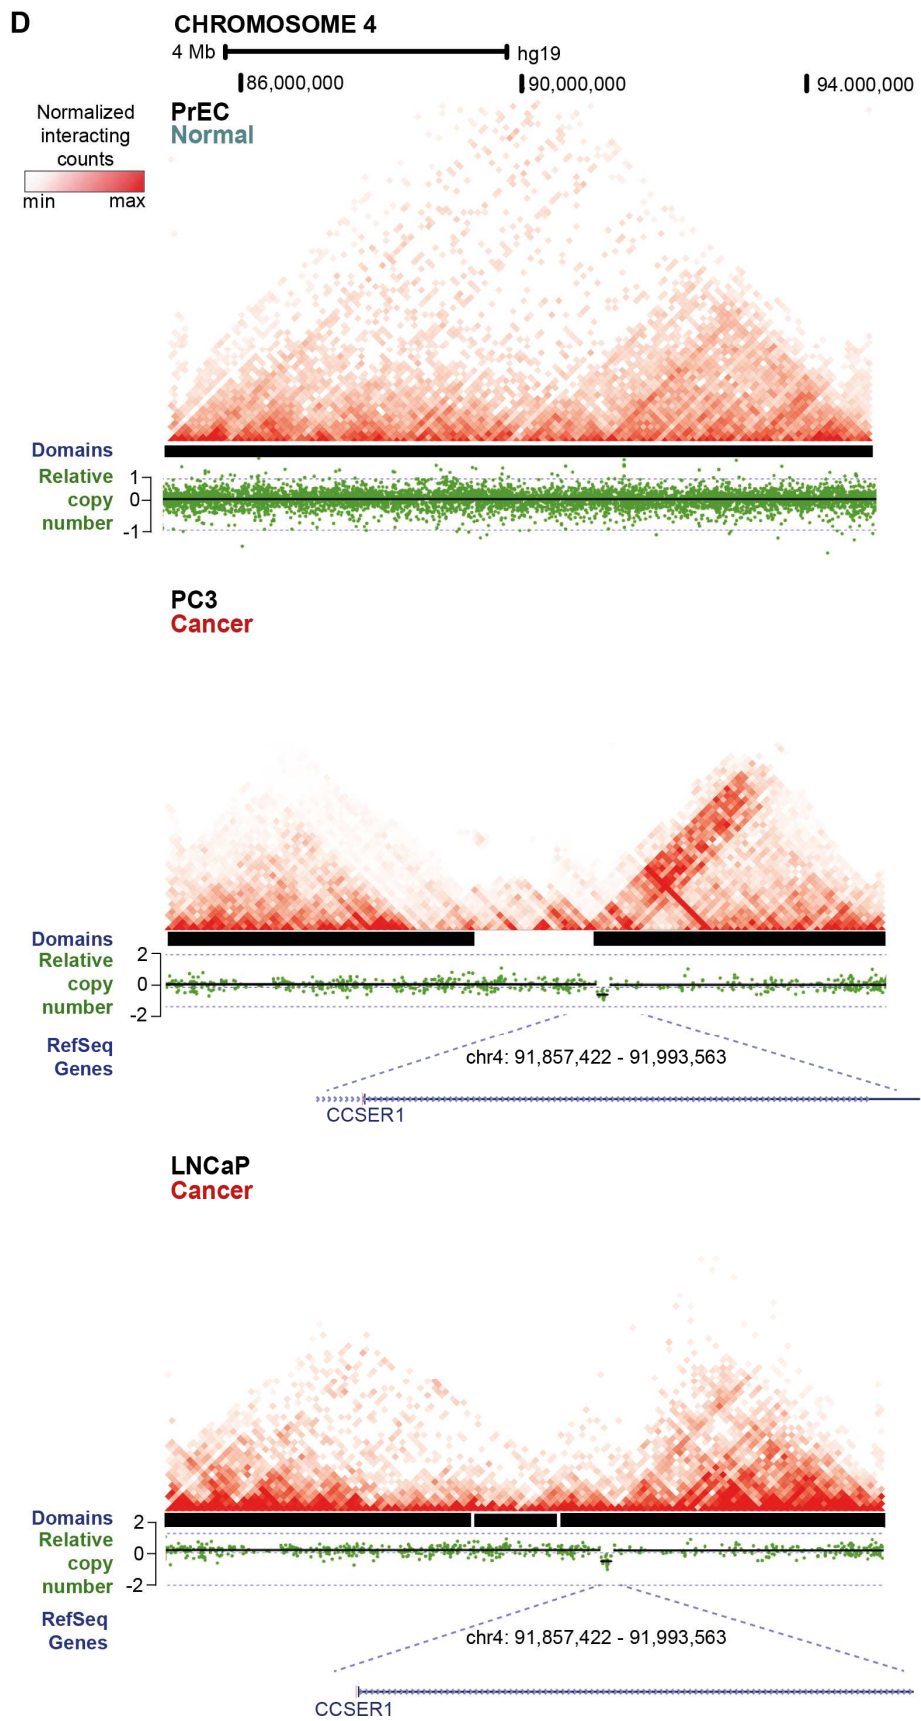 D
CHROMOSOME 4
4 Mb hg19
86,000,000 90,000,000 94.000,000
Normalized
interacting
counts
min max
PrEC
Normal
Domains
Relative
copy
number
1
0
-1
PC3
Cancer
Domains
Relative
copy
number
2
0
-2
RefSeq
Genes
chr4: 91,857,422 - 91,993,563
CCSER1
LNCaP
Cancer
Domains
Relative
copy
number
2
0
-2
RefSeq
Genes
chr4: 91,857,422 - 91,993,563
CCSER1